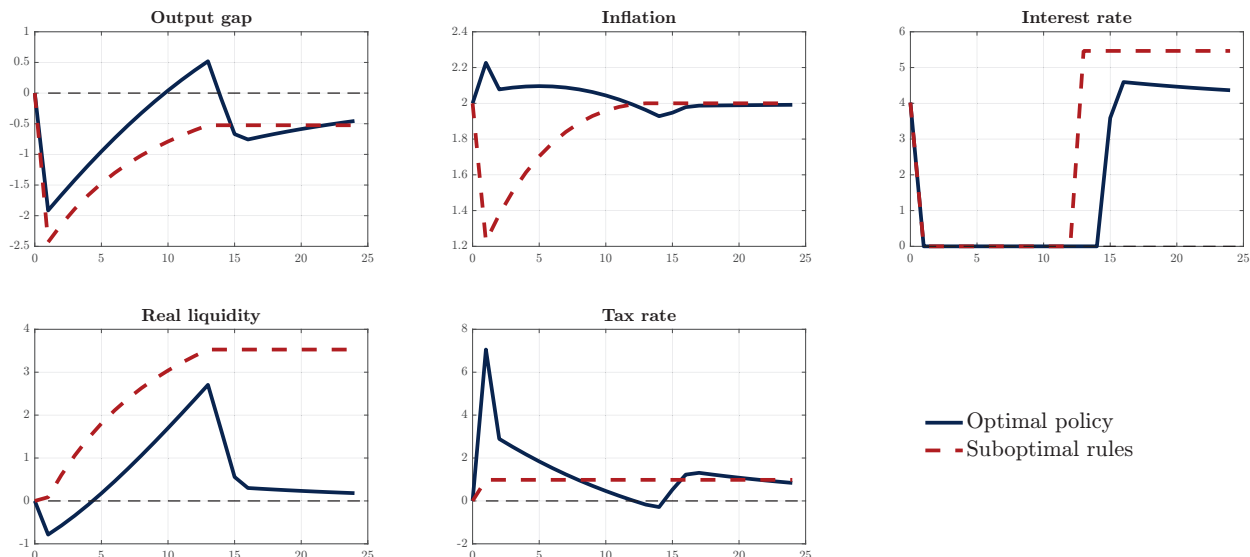 Output gap
1
0.5
0
-0.5
-1
-1.5
-2
-2.5
0 5 10 15 20 25
Inflation
2.4
2.2
2
1.8
1.6
1.4
1.2
0 5 10 15 20 25
Interest rate
6
5
4
3
2
1
0
0 5 10 15 20 25
Real liquidity
4
3
2
1
0
-1
0 5 10 15 20 25
Tax rate
8
6
4
2
0
-2
0 5 10 15 20 25
Optimal policy
Suboptimal rules